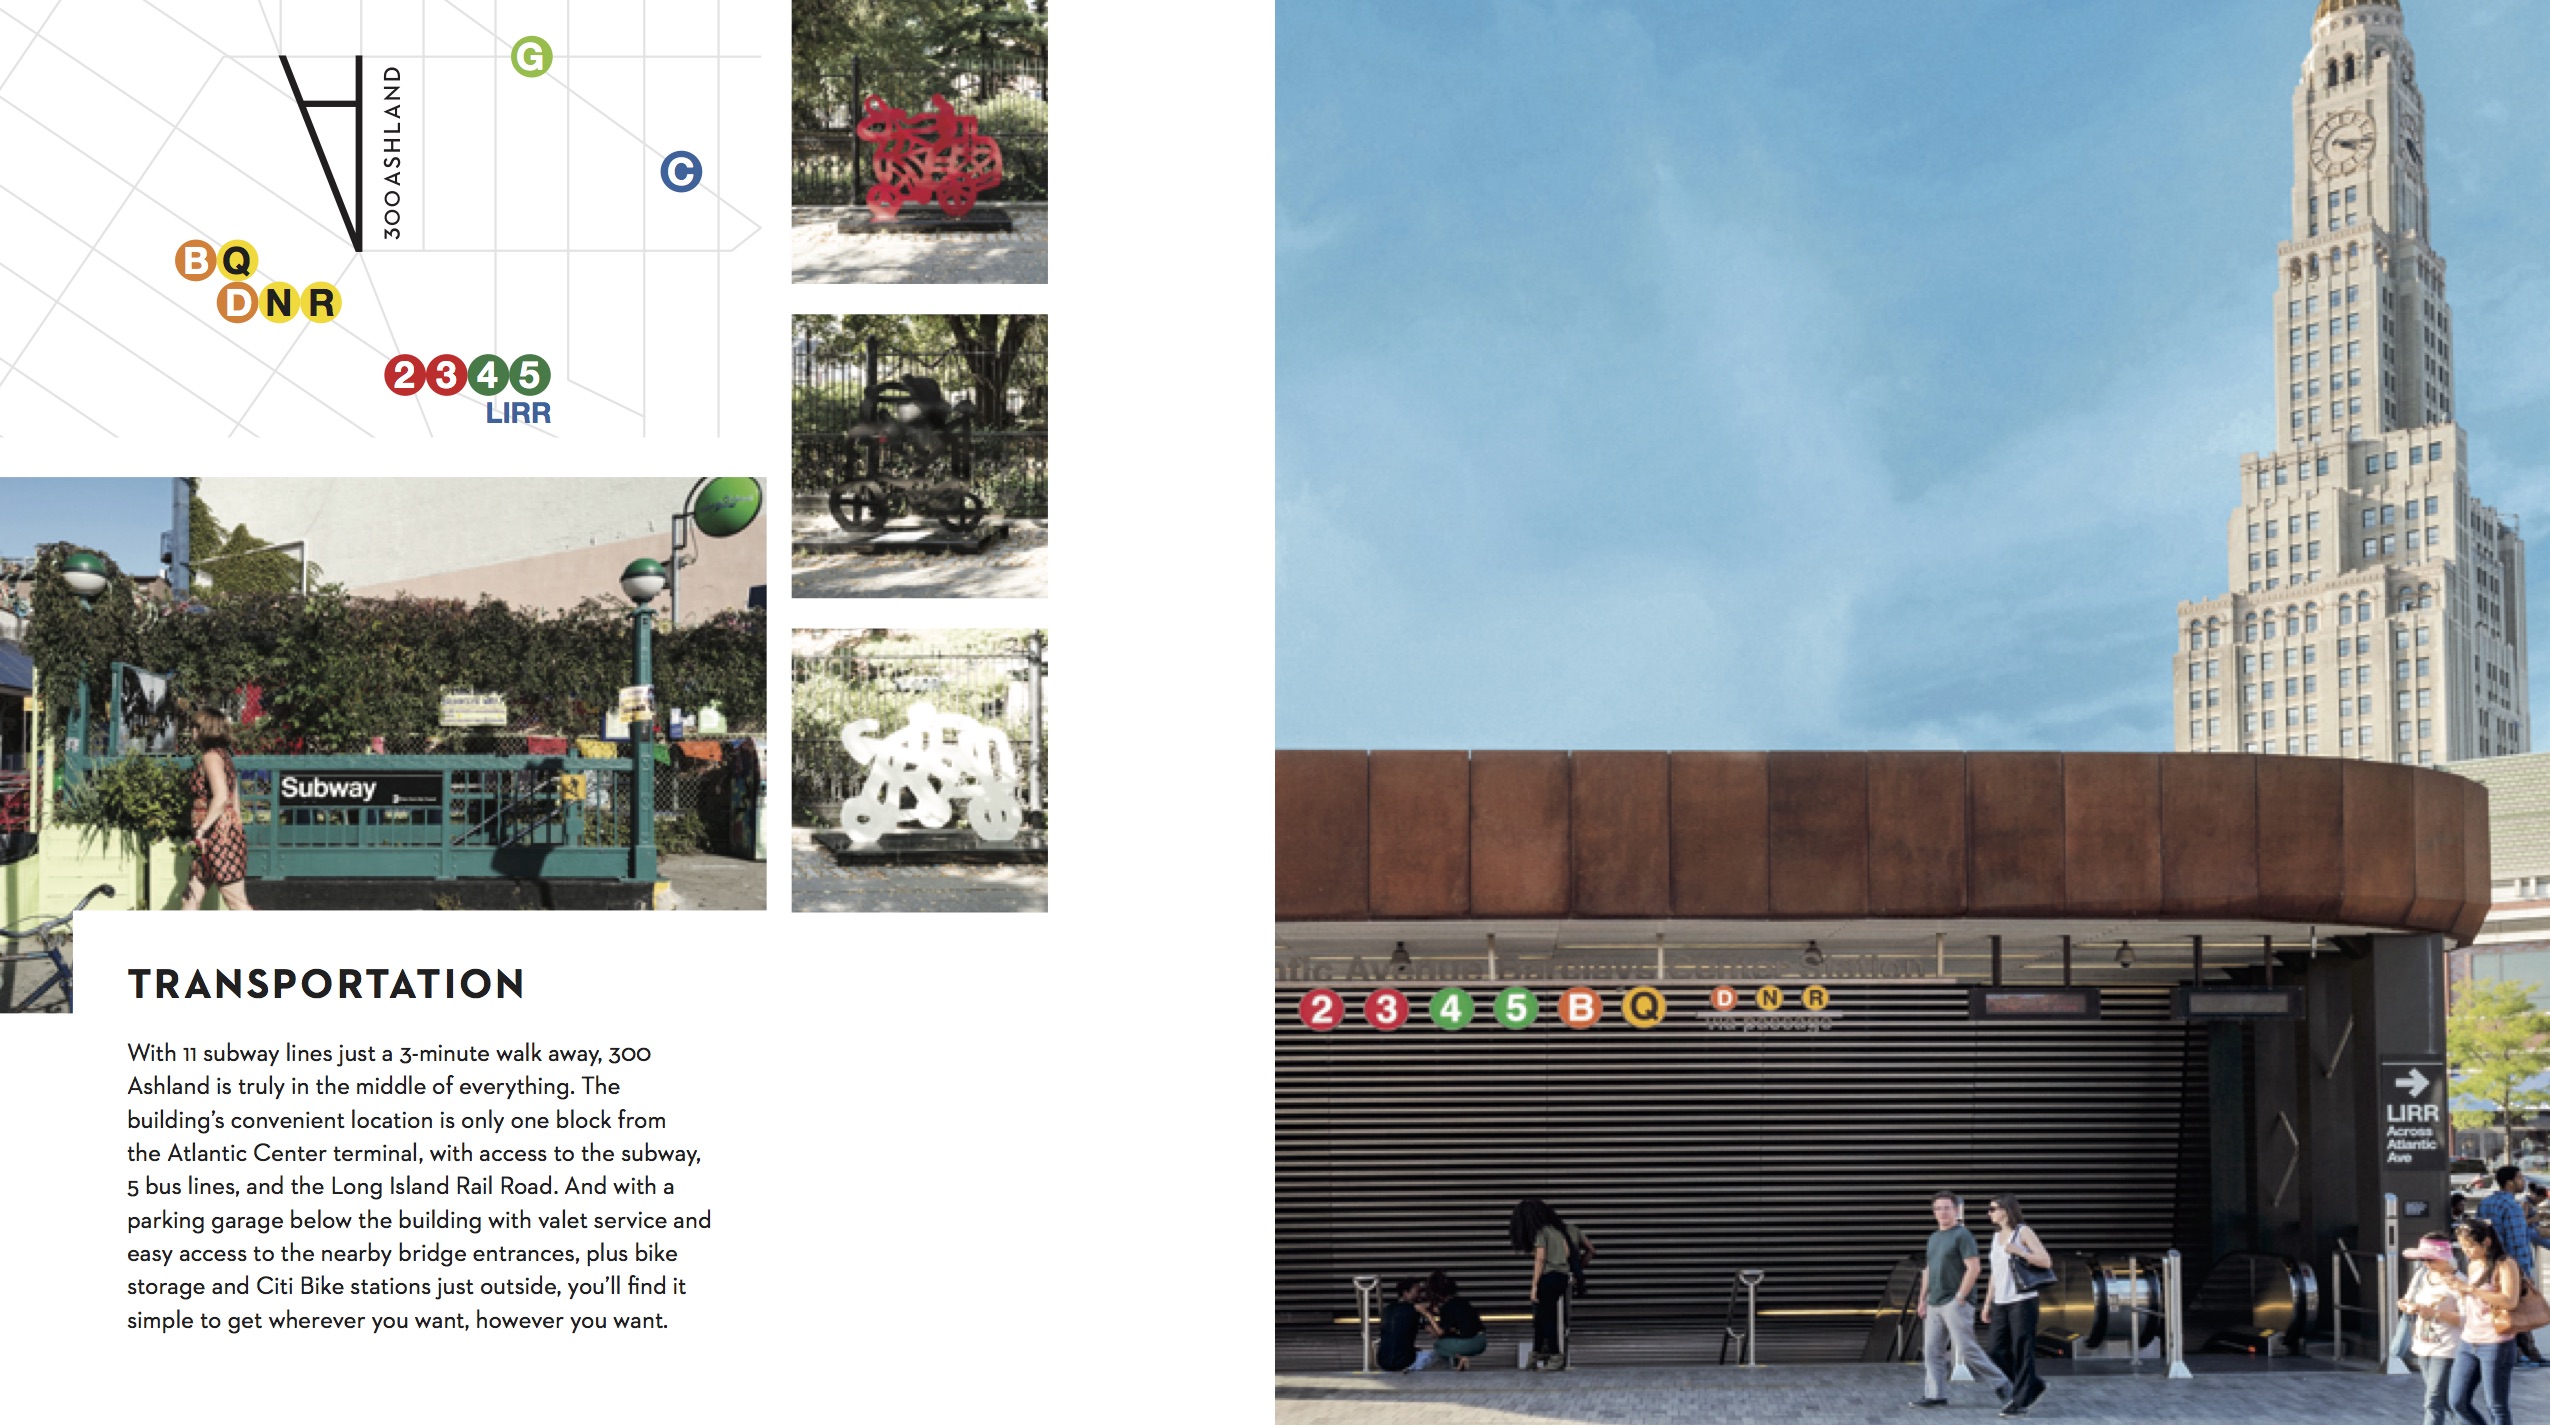 G
300ASHLAND
C
B Q
D N R
2 3 4 5
LIRR
Subway
TRANSPORTATION
With 11 subway lines just a 3-minute walk away, 300
Ashland is truly in the middle of everything. The
building’s convenient location is only one block from
the Atlantic Center terminal, with access to the subway,
5 bus lines, and the Long Island Rail Road. And with a
parking garage below the building with valet service and
easy access to the nearby bridge entrances, plus bike
storage and Citi Bike stations just outside, you’ll find it
simple to get wherever you want, however you want.
tic Avenue Barclays Center Station
2 3 4 5 B Q D N R
via passage
LIRR
Across
Atlantic
Ave